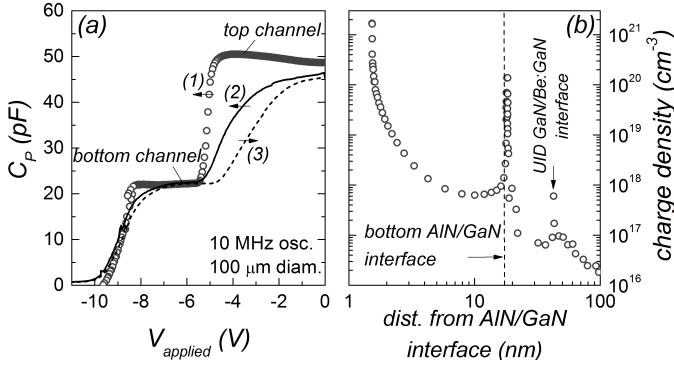 (a)
(b)
60
50
40
30
20
10
0
C_P (pF)
top channel
(1)
(2)
(3)
bottom channel
10 MHz osc.
100 μm diam.
-10
-8
-6
-4
-2
0
V_applied (V)
10^21
10^20
10^19
10^18
10^17
10^16
charge density (cm^-3)
UID GaN/Be:GaN
interface
bottom AlN/GaN
interface
1
10
100
dist. from AlN/GaN
interface (nm)